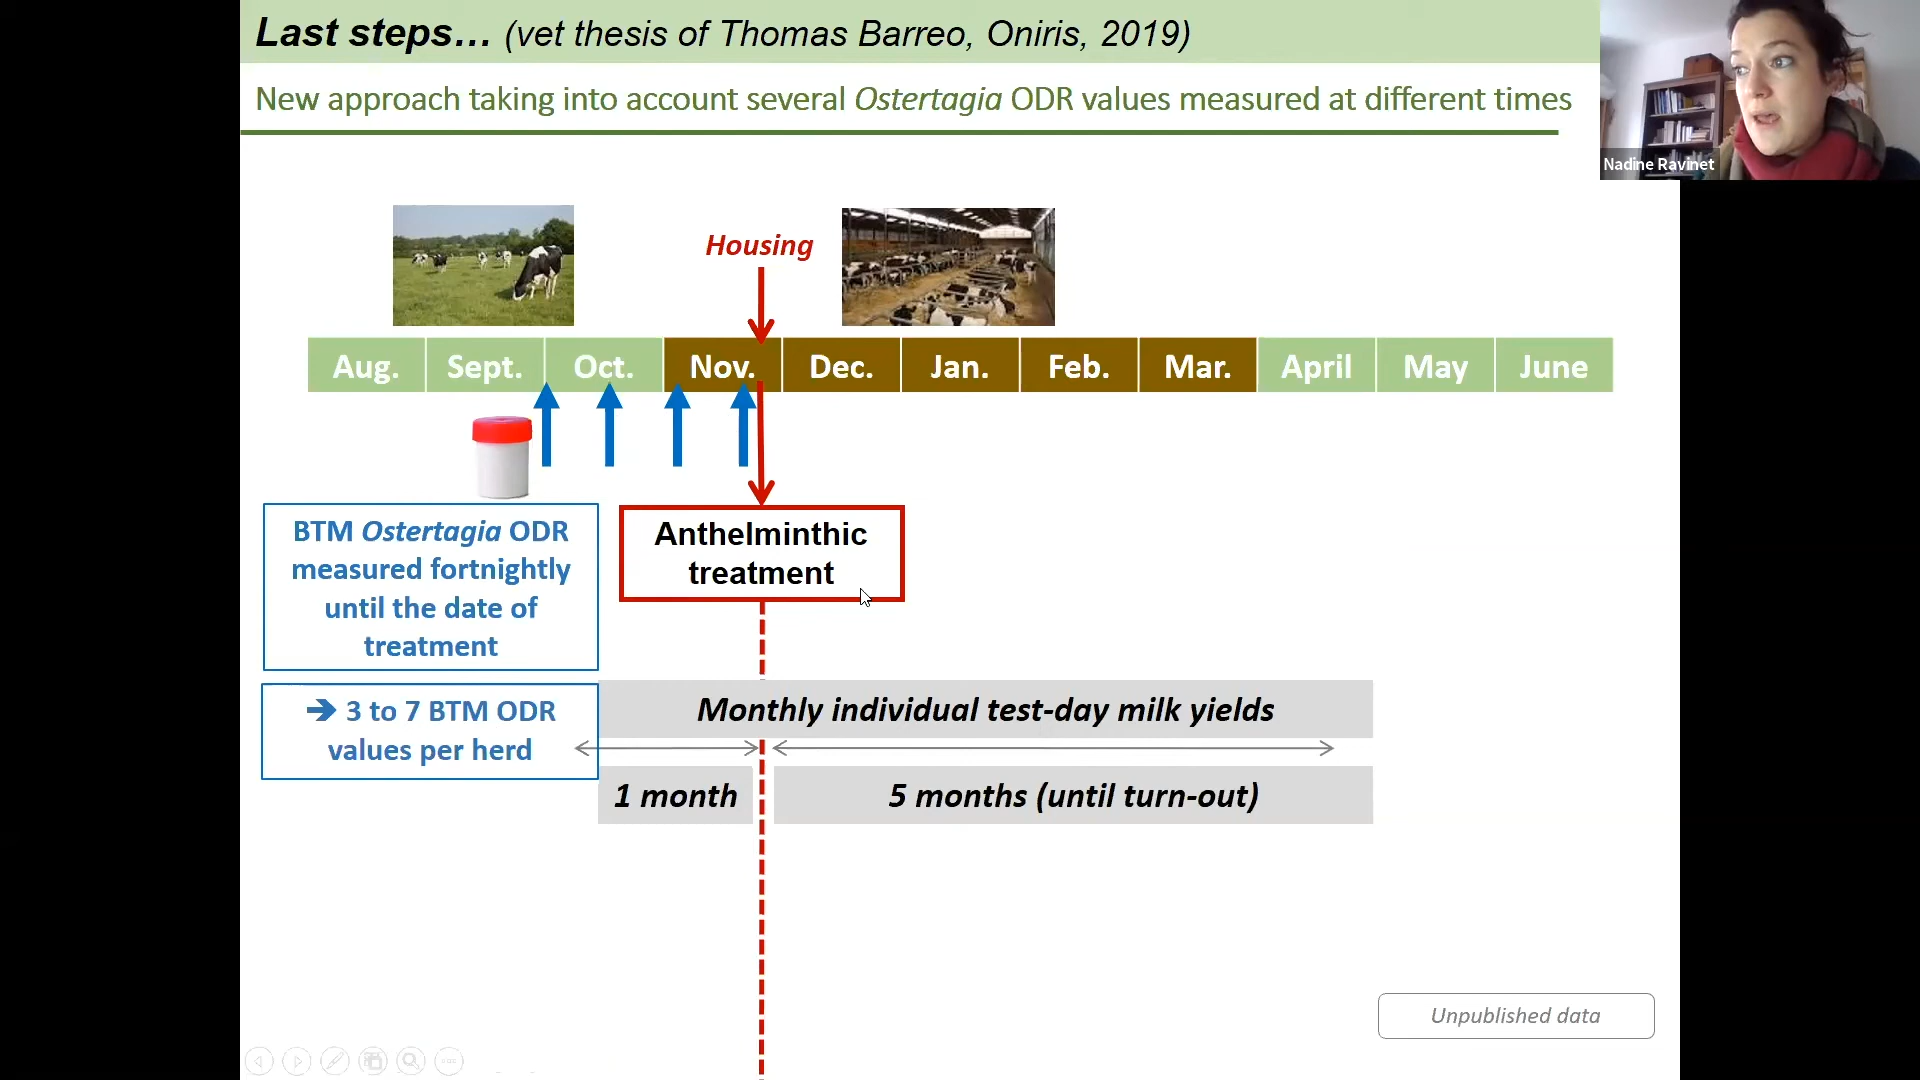 Last steps… (vet thesis of Thomas Barreo, Oniris, 2019)
New approach taking into account several Ostertagia ODR values measured at different times
Nadine Ravinet
Housing
Aug. Sept. Oct. Nov. Dec. Jan. Feb. Mar. April May June
BTM Ostertagia ODR
measured fortnightly
until the date of
treatment
Anthelminthic
treatment
➔ 3 to 7 BTM ODR
values per herd
Monthly individual test-day milk yields
1 month
5 months (until turn-out)
Unpublished data